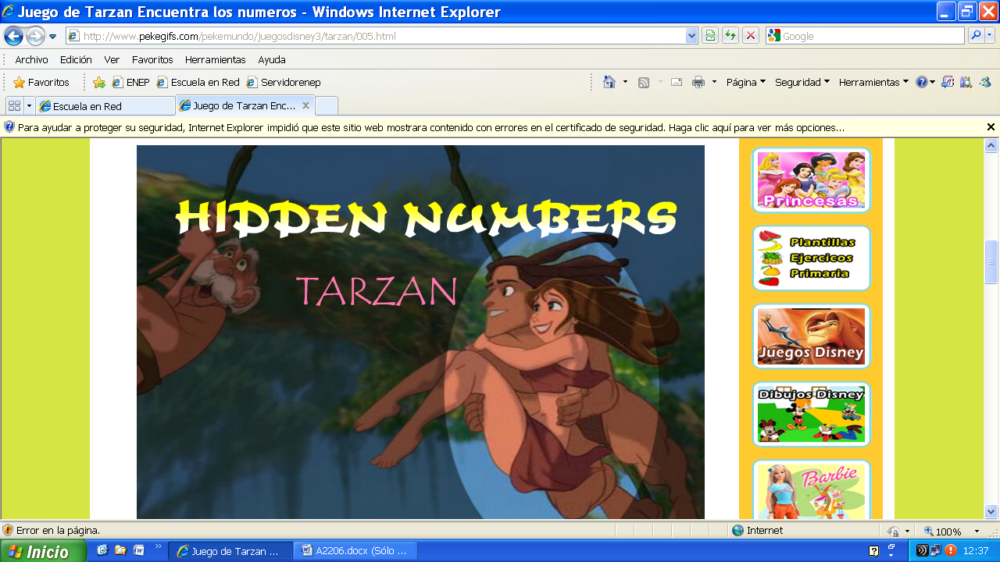 Juego de Tarzan Encuentra los numeros - Windows Internet Explorer
http://www.pekegifs.com/pekemundo/juegosdisney3/tarzan/005.html
Google
Archivo Edición Ver Favoritos Herramientas Ayuda
Favoritos ENEP Escuela en Red Servidorenep Página Seguridad Herramientas
Escuela en Red Juego de Tarzan Enc...
Para ayudar a proteger su seguridad, Internet Explorer impidió que este sitio web mostrara contenido con errores en el certificado de seguridad. Haga clic aquí para ver más opciones...
HIDDEN NUMBERS
TARZAN
Princesas
Plantillas
Ejercicos
Primaria
Juegos Disney
Dibujos Disney
Barbie
Error en la página. Internet 100%
Inicio Juego de Tarzan ... A2206.docx (Sólo ... 12:37